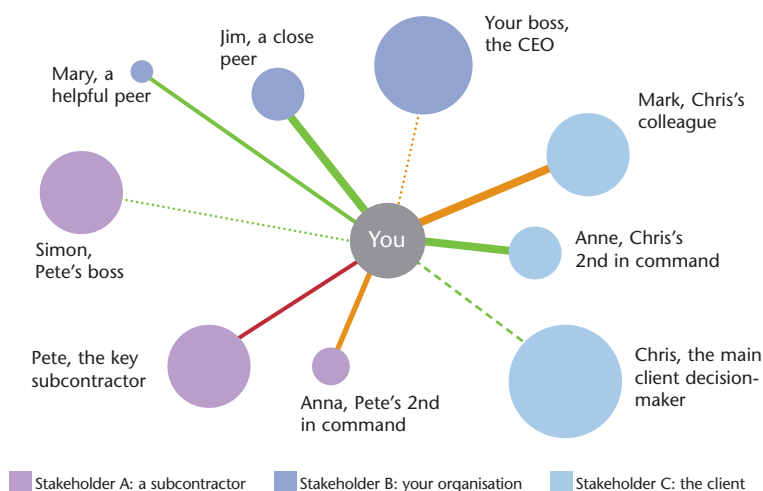 Your boss,
the CEO
Jim, a close
peer
Mary, a
helpful peer
Mark, Chris's
colleague
You
Anne, Chris's
2nd in command
Simon,
Pete's boss
Pete, the key
subcontractor
Anna, Pete's 2nd
in command
Chris, the main
client decision-
maker
Stakeholder A: a subcontractor
Stakeholder B: your organisation
Stakeholder C: the client